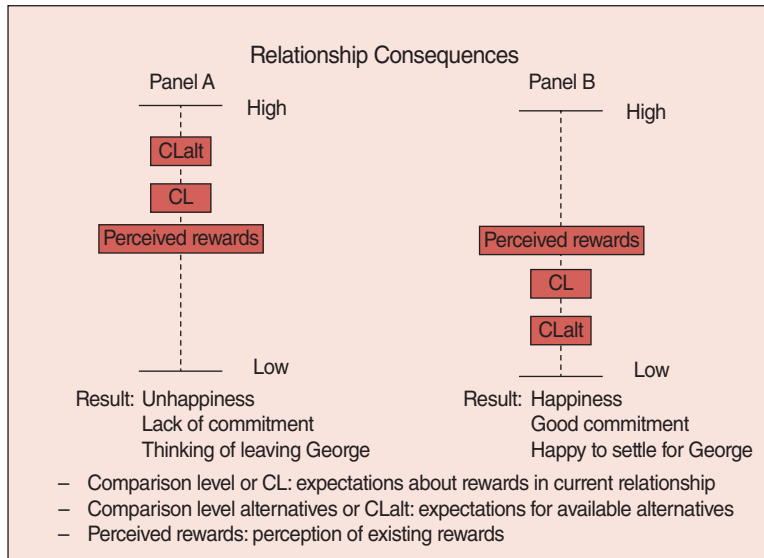 Relationship Consequences
Panel A
High
CLalt
CL
Perceived rewards
Low
Result: Unhappiness
Lack of commitment
Thinking of leaving George
Panel B
High
Perceived rewards
CL
CLalt
Low
Result: Happiness
Good commitment
Happy to settle for George
– Comparison level or CL: expectations about rewards in current relationship
– Comparison level alternatives or CLalt: expectations for available alternatives
– Perceived rewards: perception of existing rewards